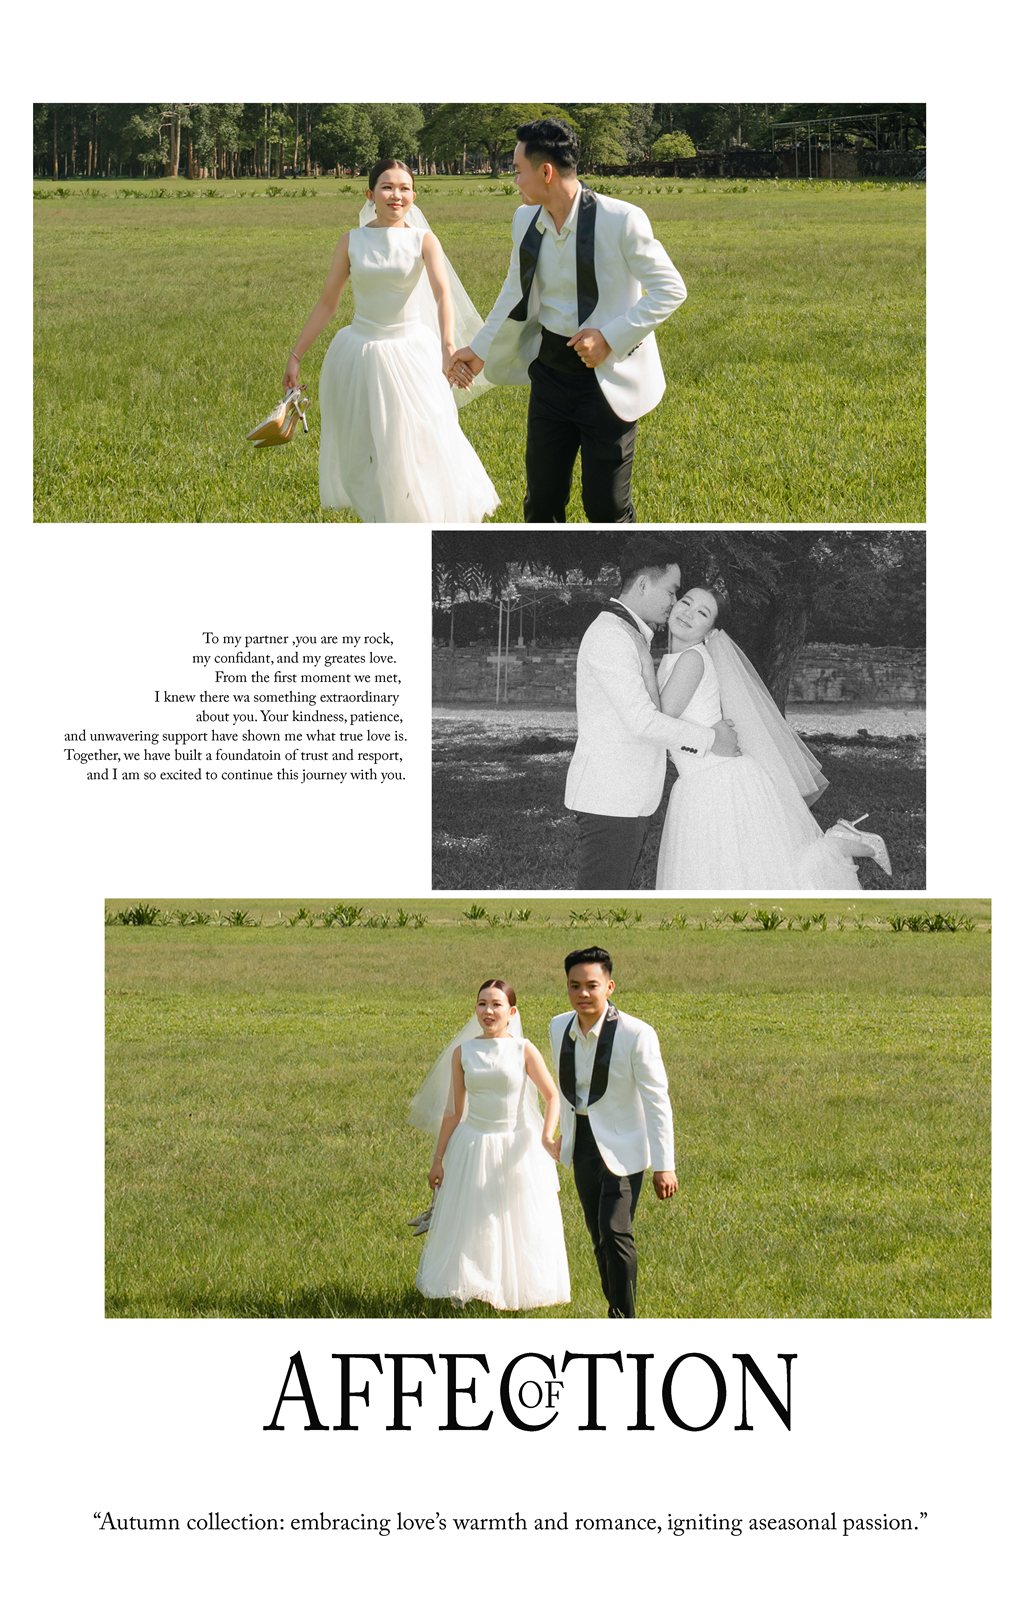 To my partner ,you are my rock,
my confidant, and my greates love.
From the first moment we met,
I knew there wa something extraordinary
about you. Your kindness, patience,
and unwavering support have shown me what true love is.
Together, we have built a foundatoin of trust and resport,
and I am so excited to continue this journey with you.
AFFECTION
OF
“Autumn collection: embracing love’s warmth and romance, igniting aseasonal passion.”